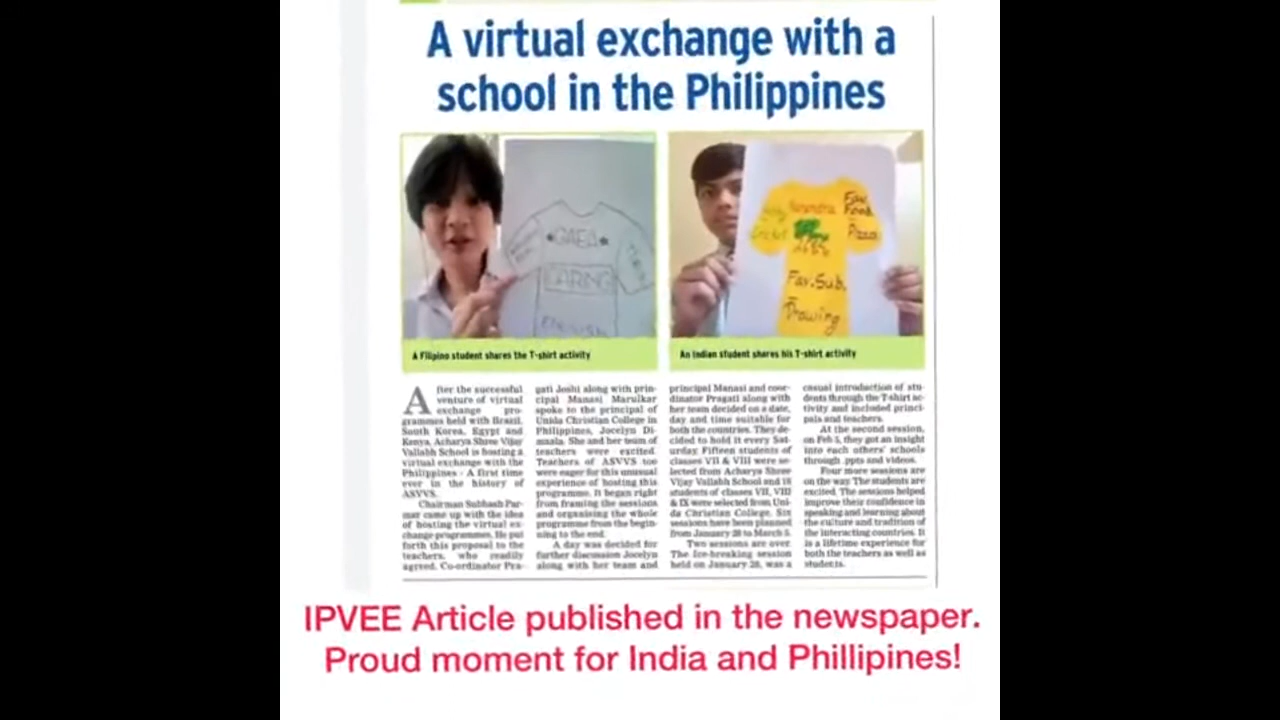 A virtual exchange with a
school in the Philippines
GAEA
CARING
ENGLISH
Fav.
Food
Pizza
Fav. Sub.
Drawing
A Filipino student shares the T-shirt activity
An Indian student shares his T-shirt activity
After the successful
venture of virtual
exchange pro-
grammes held with Brazil,
South Korea, Egypt and
Kenya, Acharya Shree Vijay
Vallabh School is hosting a
virtual exchange with the
Philippines - A first time
ever in the history of
ASVVS.
Chairman Subhash Par-
mar came up with the idea
of hosting the virtual ex-
change programmes. He put
forth this proposal to the
teachers, who readily
agreed. Co-ordinator Pra-
gati Joshi along with prin-
cipal Manasi Marulkar
spoke to the principal of
Unida Christian College in
Philippines, Jocelyn Di-
maala. She and her team of
teachers were excited.
Teachers of ASVVS too
were eager for this unusual
experience of hosting this
programme. It began right
from framing the sessions
and organising the whole
programme from the begin-
ning to the end.
A day was decided for
further discussion Jocelyn
along with her team and
principal Manasi and coor-
dinator Pragati along with
her team decided on a date,
day and time suitable for
both the countries. They de-
cided to hold it every Sat-
urday. Fifteen students of
classes VII & VIII were se-
lected from Acharya Shree
Vijay Vallabh School and 18
students of classes VII, VIII
& IX were selected from Uni-
da Christian College. Six
sessions have been planned
from January 28 to March 5.
Two sessions are over.
The Ice-breaking session
held on January 28, was a
casual introduction of stu-
dents through the T-shirt ac-
tivity and included princi-
pals and teachers.
At the second session,
on Feb 5, they got an insight
into each others' schools
through .ppts and videos.
Four more sessions are
on the way. The students are
excited. The sessions helped
improve their confidence in
speaking and learning about
the culture and tradition of
the interacting countries. It
is a lifetime experience for
both the teachers as well as
students.
IPVEE Article published in the newspaper.
Proud moment for India and Phillipines!